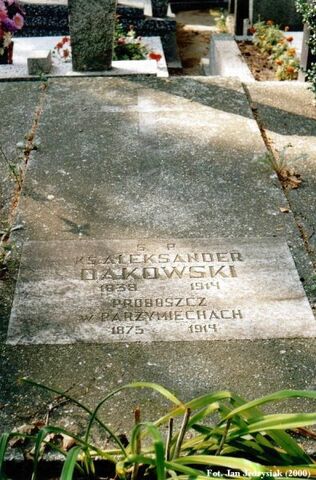 Ś P
KS. ALEKSANDER
DAKOWSKI
1838 1914
PROBOSZCZ
W PARZYMIECHACH
1875 1914
Fot. Jan Jędrysiak (2000)